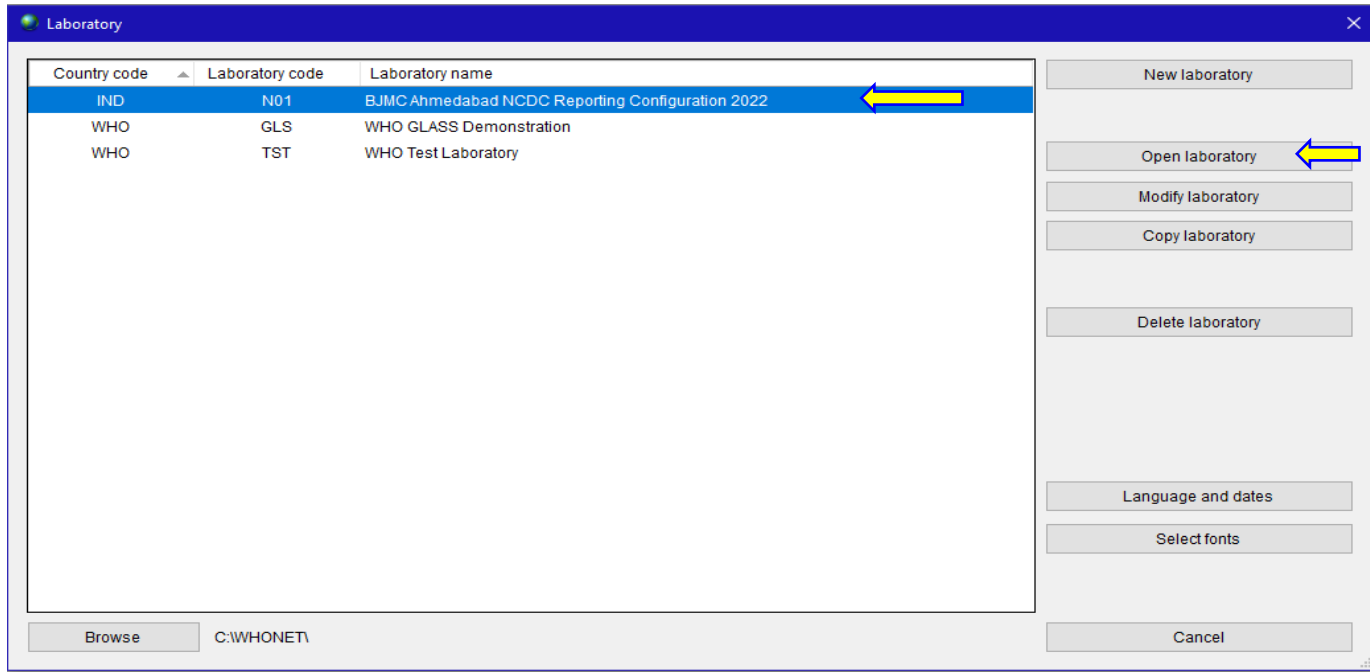 Laboratory
Country code Laboratory code Laboratory name
IND N01 BJMC Ahmedabad NCDC Reporting Configuration 2022
WHO GLS WHO GLASS Demonstration
WHO TST WHO Test Laboratory
New laboratory
Open laboratory
Modify laboratory
Copy laboratory
Delete laboratory
Language and dates
Select fonts
Browse C:\WHONET\
Cancel